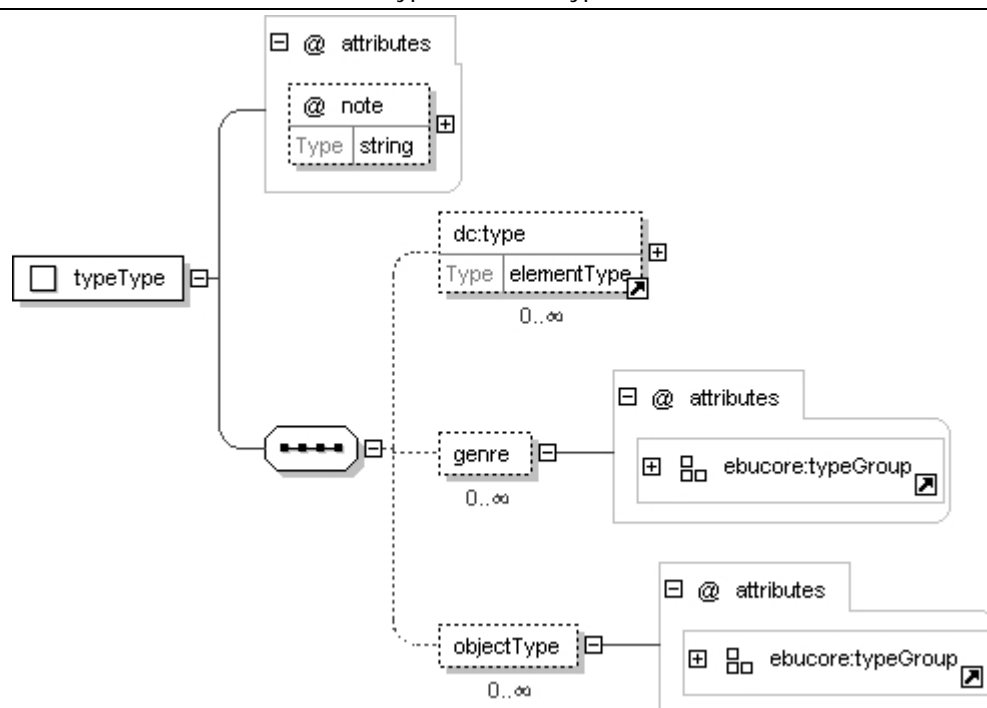 @ attributes
@ note
Type string
dc:type
Type elementType
0..∞
typeType
@ attributes
ebucore:typeGroup
genre
0..∞
@ attributes
ebucore:typeGroup
objectType
0..∞